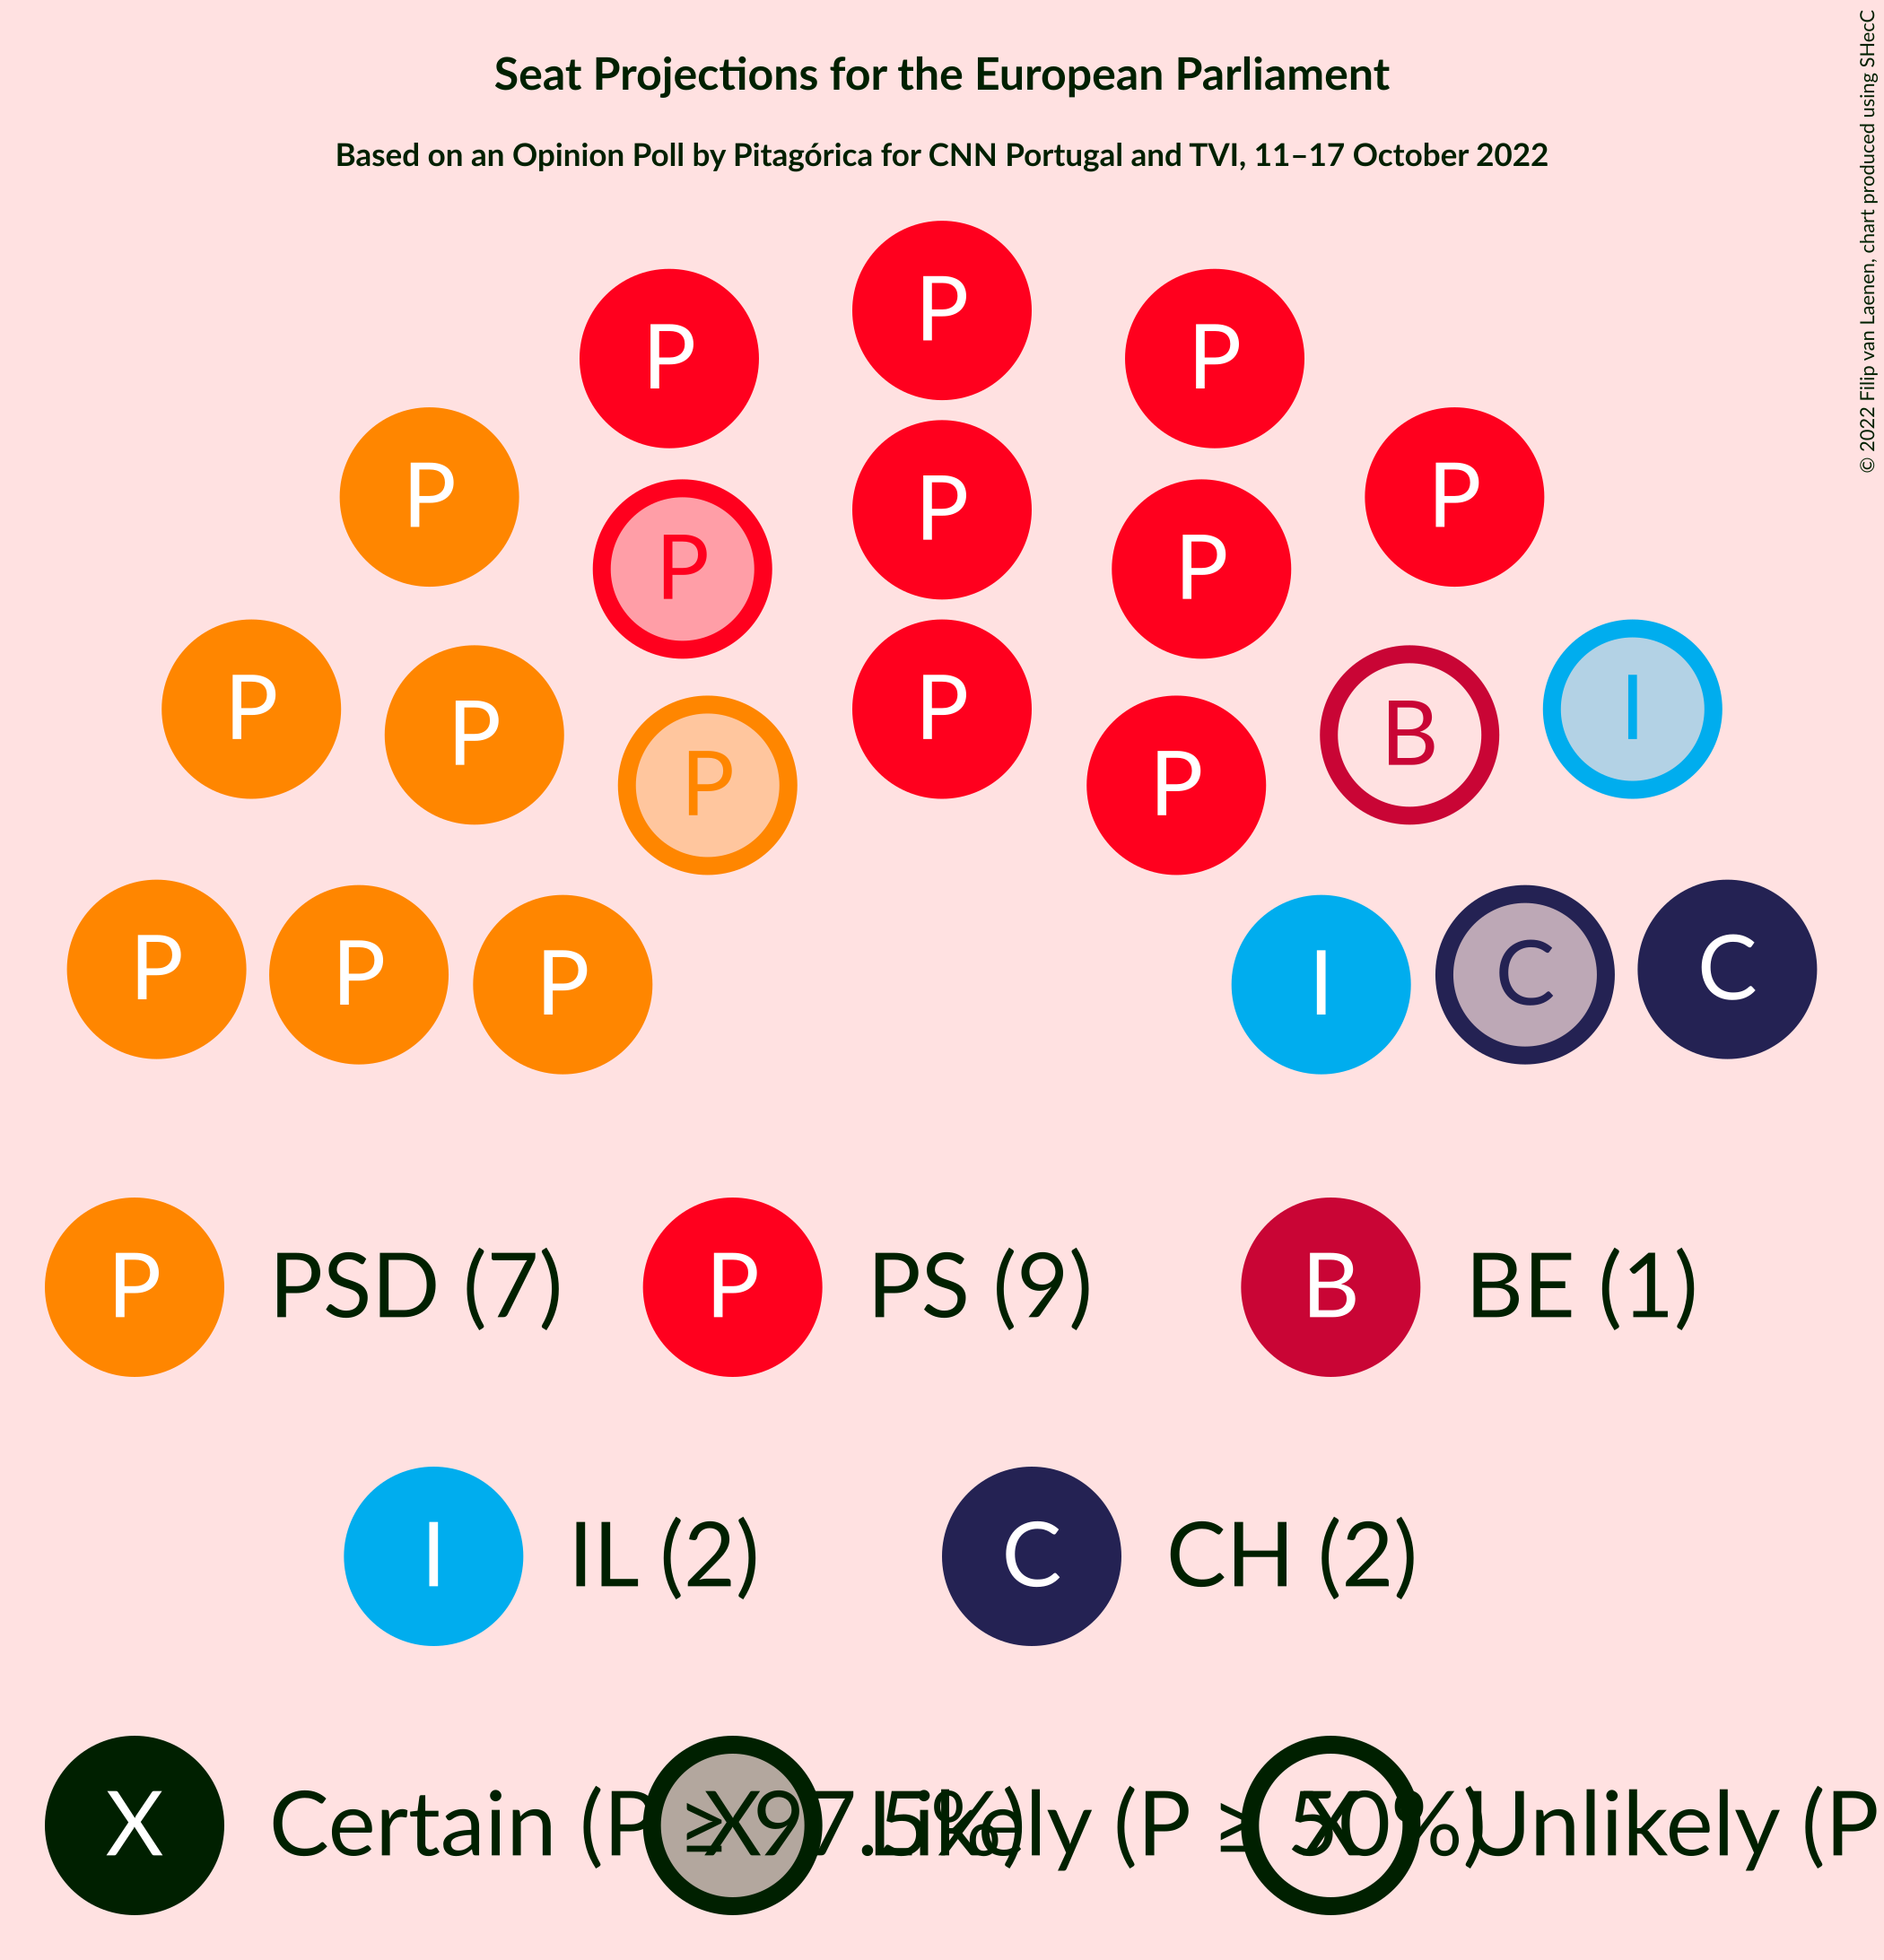 Seat Projections for the European Parliament
Based on an Opinion Poll by Pitagórica for CNN Portugal and TVI, 11–17 October 2022
© 2022 Filip van Laenen, chart produced using SHecC
P
P P
P P
P
P P
P
P I
P B
P P
P C
P C
P I
P PSD (7) P PS (9) B BE (1)
I IL (2) C CH (2)
X Certain (P ≥ 97.5%) X Likely (P ≥ 50%) X Unlikely (P